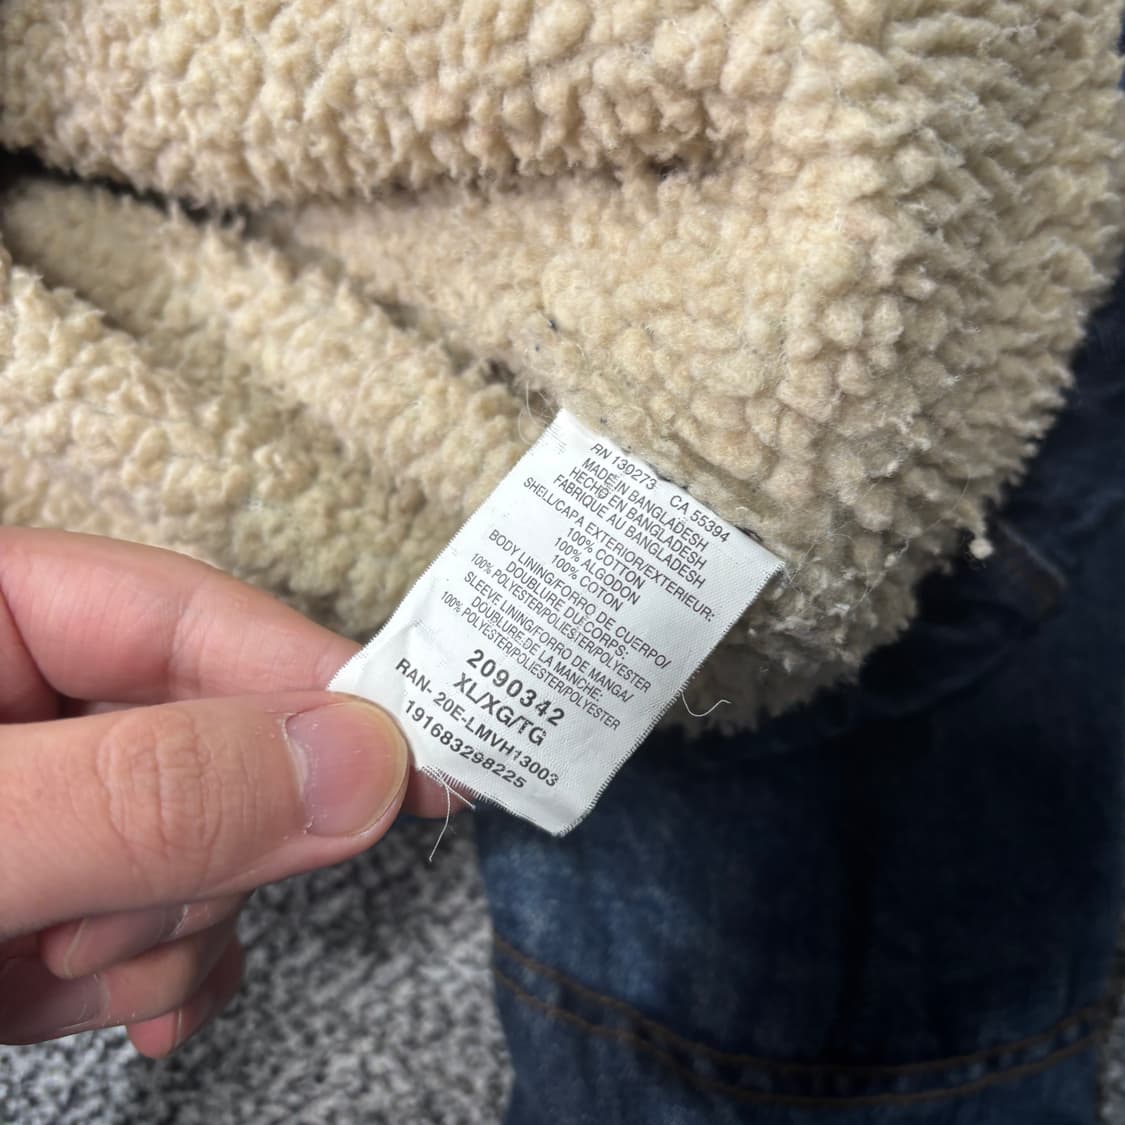 RN 130273 CA 55394
MADE IN BANGLADESH
HECHO EN BANGLADESH
FABRIQUE AU BANGLADESH
SHELL/CAPA EXTERIOR/EXTERIEUR:
100% COTTON
100% ALGODON
100% COTON
BODY LINING/FORRO DE CUERPO/
DOUBLURE DU CORPS:
100% POLYESTER/POLIESTER/POLYESTER
SLEEVE LINING/FORRO DE MANGA/
DOUBLURE DE LA MANCHE:
100% POLYESTER/POLIESTER/POLYESTER
2090342
XL/XG/TG
RAN- 20E-LMVH13003
191683298225